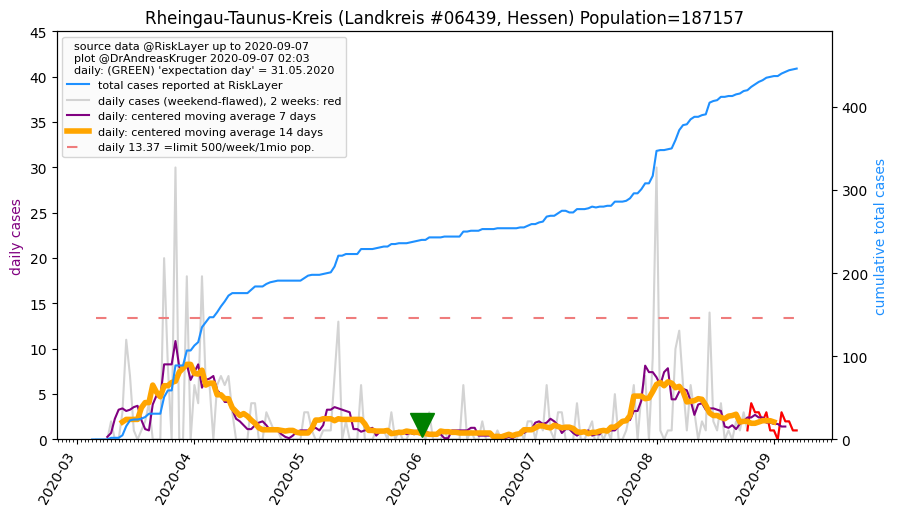 Rheingau-Taunus-Kreis (Landkreis #06439, Hessen) Population=187157
source data @RiskLayer up to 2020-09-07
plot @DrAndreasKruger 2020-09-07 02:03
daily: (GREEN) 'expectation day' = 31.05.2020
total cases reported at RiskLayer
daily cases (weekend-flawed), 2 weeks: red
daily: centered moving average 7 days
daily: centered moving average 14 days
daily 13.37 =limit 500/week/1mio pop.
daily cases
45
40
35
30
25
20
15
10
5
0
cumulative total cases
400
300
200
100
0
2020-03
2020-04
2020-05
2020-06
2020-07
2020-08
2020-09